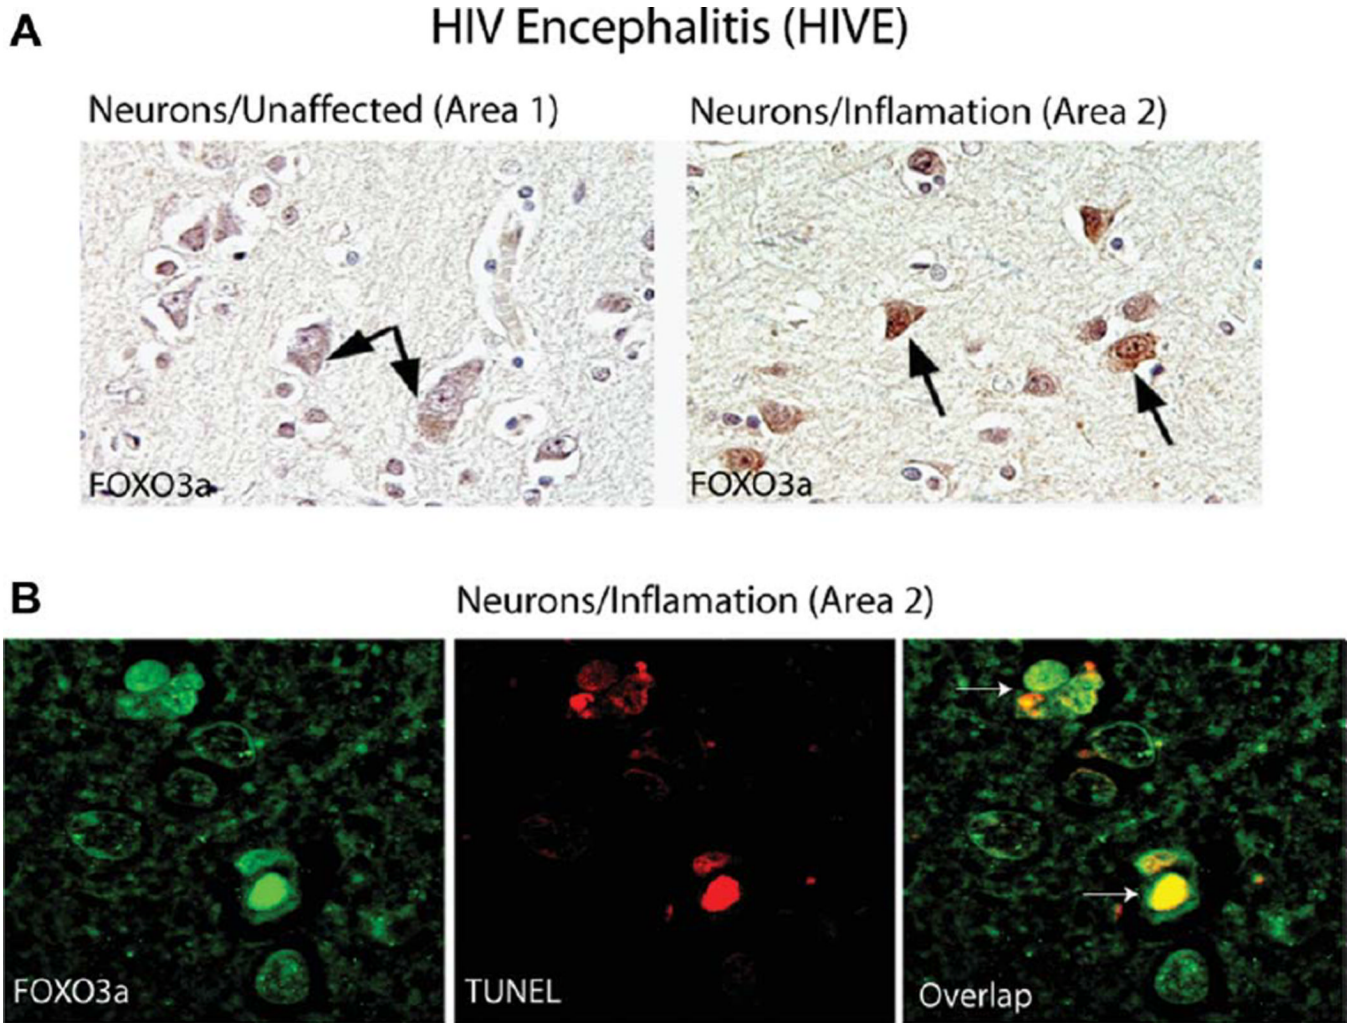 A
HIV Encephalitis (HIVE)
Neurons/Unaffected (Area 1)
Neurons/Inflamation (Area 2)
FOXO3a
FOXO3a
B
Neurons/Inflamation (Area 2)
FOXO3a
TUNEL
Overlap